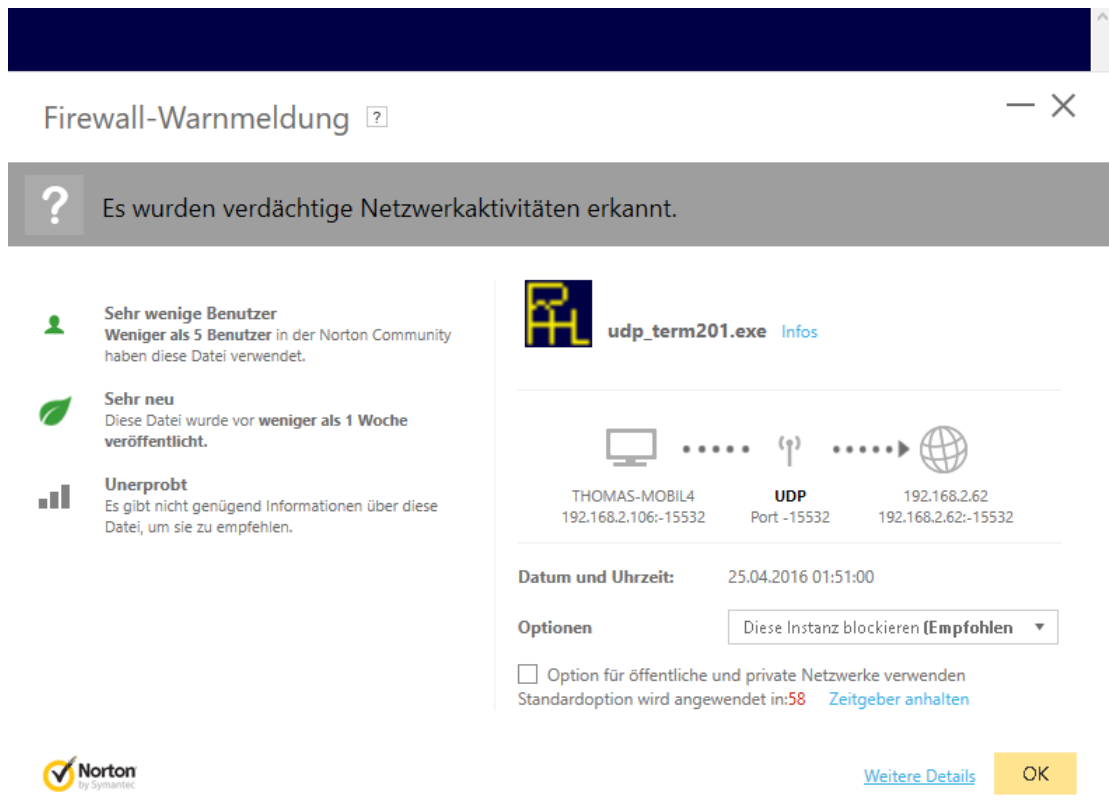 Firewall-Warnmeldung ?
? Es wurden verdächtige Netzwerkaktivitäten erkannt.
Sehr wenige Benutzer
Weniger als 5 Benutzer in der Norton Community
haben diese Datei verwendet.
Sehr neu
Diese Datei wurde vor weniger als 1 Woche
veröffentlicht.
Unerprobt
Es gibt nicht genügend Informationen über diese
Datei, um sie zu empfehlen.
udp_term201.exe Infos
THOMAS-MOBIL4 UDP 192.168.2.62
192.168.2.106:-15532 Port -15532 192.168.2.62:-15532
Datum und Uhrzeit: 25.04.2016 01:51:00
Optionen Diese Instanz blockieren (Empfohlen
Option für öffentliche und private Netzwerke verwenden
Standardoption wird angewendet in:58 Zeitgeber anhalten
Norton
by Symantec
Weitere Details OK